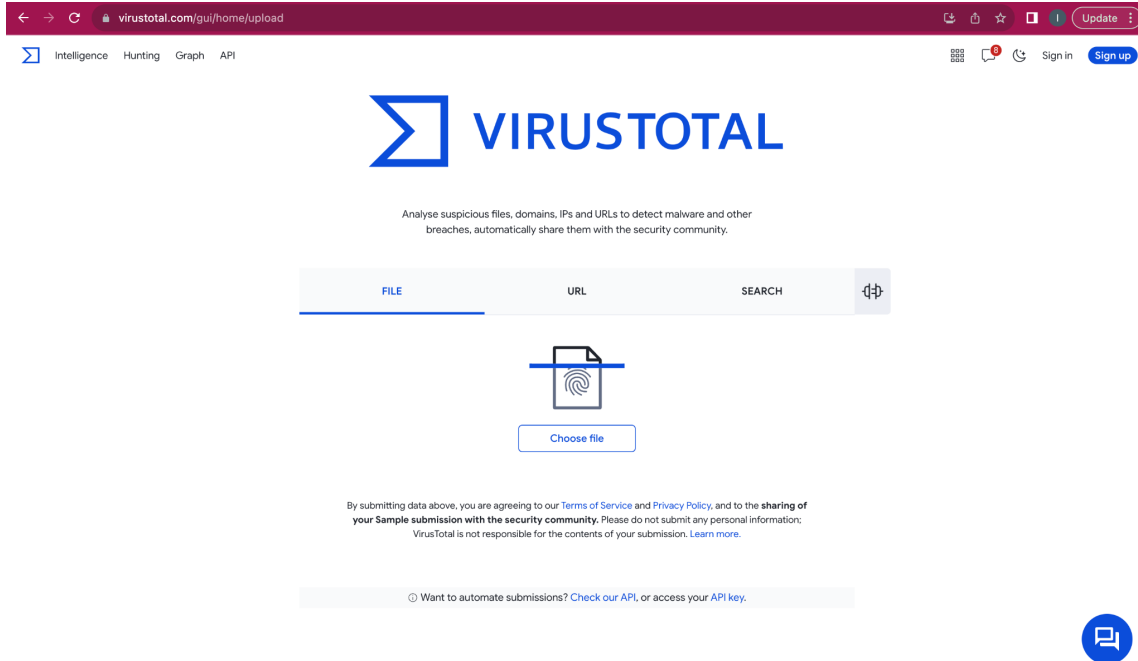 virustotal.com/gui/home/upload
I
Update
Intelligence Hunting Graph API
8
Sign in
Sign up
VIRUSTOTAL
Analyse suspicious files, domains, IPs and URLs to detect malware and other
breaches, automatically share them with the security community.
FILE
URL
SEARCH
Choose file
By submitting data above, you are agreeing to our Terms of Service and Privacy Policy, and to the sharing of
your Sample submission with the security community. Please do not submit any personal information;
VirusTotal is not responsible for the contents of your submission. Learn more.
Want to automate submissions? Check our API, or access your API key.